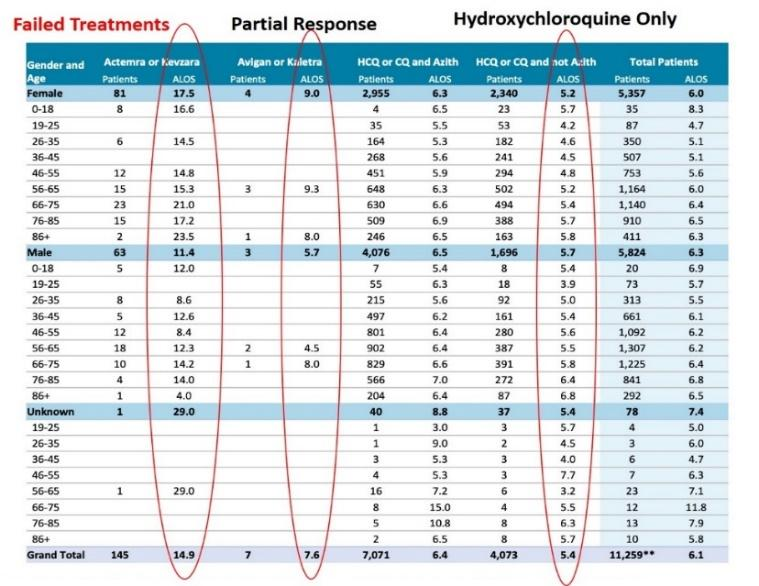 Failed Treatments Partial Response Hydroxychloroquine Only
Gender and Age Actemra or Kevzara Avigan or Kaletra HCQ or CQ and Azith HCQ or CQ and not Azith Total Patients
Patients ALOS Patients ALOS Patients ALOS Patients ALOS Patients ALOS
Female 81 17.5 4 9.0 2,955 6.3 2,340 5.2 5,357 6.0
0-18 8 16.6 4 6.5 23 5.7 35 8.3
19-25 35 5.5 53 4.2 87 4.7
26-35 6 14.5 164 5.3 182 4.6 350 5.1
36-45 268 5.6 241 4.5 507 5.1
46-55 12 14.8 451 5.9 294 4.8 753 5.6
56-65 15 15.3 3 9.3 648 6.3 502 5.2 1,164 6.0
66-75 23 21.0 630 6.6 494 5.4 1,140 6.4
76-85 15 17.2 509 6.9 388 5.7 910 6.5
86+ 2 23.5 1 8.0 246 6.5 163 5.8 411 6.3
Male 63 11.4 3 5.7 4,076 6.5 1,696 5.7 5,824 6.3
0-18 5 12.0 7 5.4 8 5.4 20 6.9
19-25 55 6.3 18 3.9 73 5.7
26-35 8 8.6 215 5.6 92 5.0 313 5.5
36-45 5 12.6 497 6.2 161 5.4 661 6.1
46-55 12 8.4 801 6.4 280 5.6 1,092 6.2
56-65 18 12.3 2 4.5 902 6.4 387 5.5 1,307 6.2
66-75 10 14.2 1 8.0 829 6.6 391 5.8 1,225 6.4
76-85 4 14.0 566 7.0 272 6.4 841 6.8
86+ 1 4.0 204 6.4 87 6.8 292 6.5
Unknown 1 29.0 40 8.8 37 5.4 78 7.4
19-25 1 3.0 3 5.7 4 5.0
26-35 1 9.0 2 4.5 3 6.0
36-45 3 5.3 3 4.0 6 4.7
46-55 4 5.3 3 7.7 7 6.3
56-65 1 29.0 16 7.2 6 3.2 23 7.1
66-75 8 15.0 4 5.5 12 11.8
76-85 5 10.8 8 6.3 13 7.9
86+ 2 6.5 8 5.7 10 5.8
Grand Total 145 14.9 7 7.6 7,071 6.4 4,073 5.4 11,259** 6.1